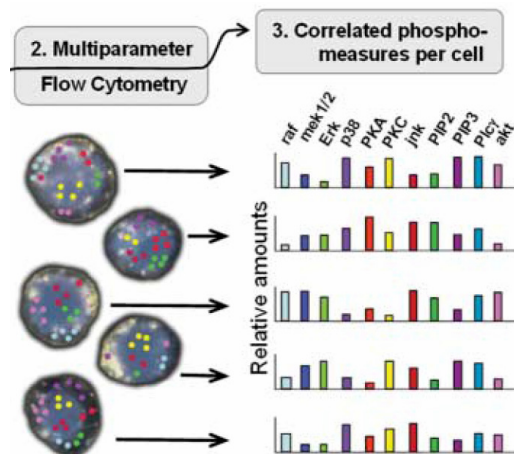 2. Multiparameter
Flow Cytometry
3. Correlated phospho-
measures per cell
raf
mek1/2
Erk
p38
PKA
PKC
jnk
PIP2
PIP3
Plcγ
akt
Relative amounts